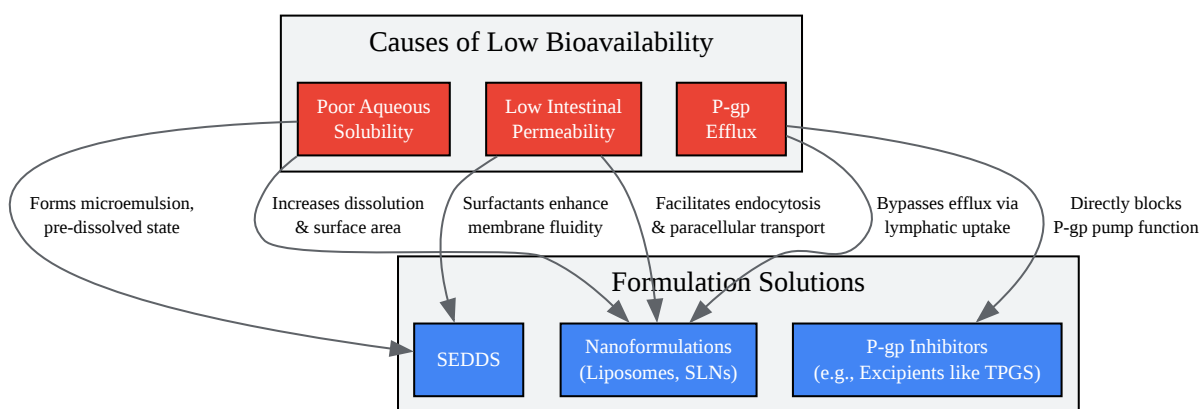 Causes of Low Bioavailability
Poor Aqueous
Solubility
Low Intestinal
Permeability
P-gp
Efflux
Forms microemulsion,
pre-dissolved state
Increases dissolution
& surface area
Surfactants enhance
membrane fluidity
Facilitates endocytosis
& paracellular transport
Bypasses efflux via
lymphatic uptake
Directly blocks
P-gp pump function
Formulation Solutions
SEDDS
Nanoformulations
(Liposomes, SLNs)
P-gp Inhibitors
(e.g., Excipients like TPGS)